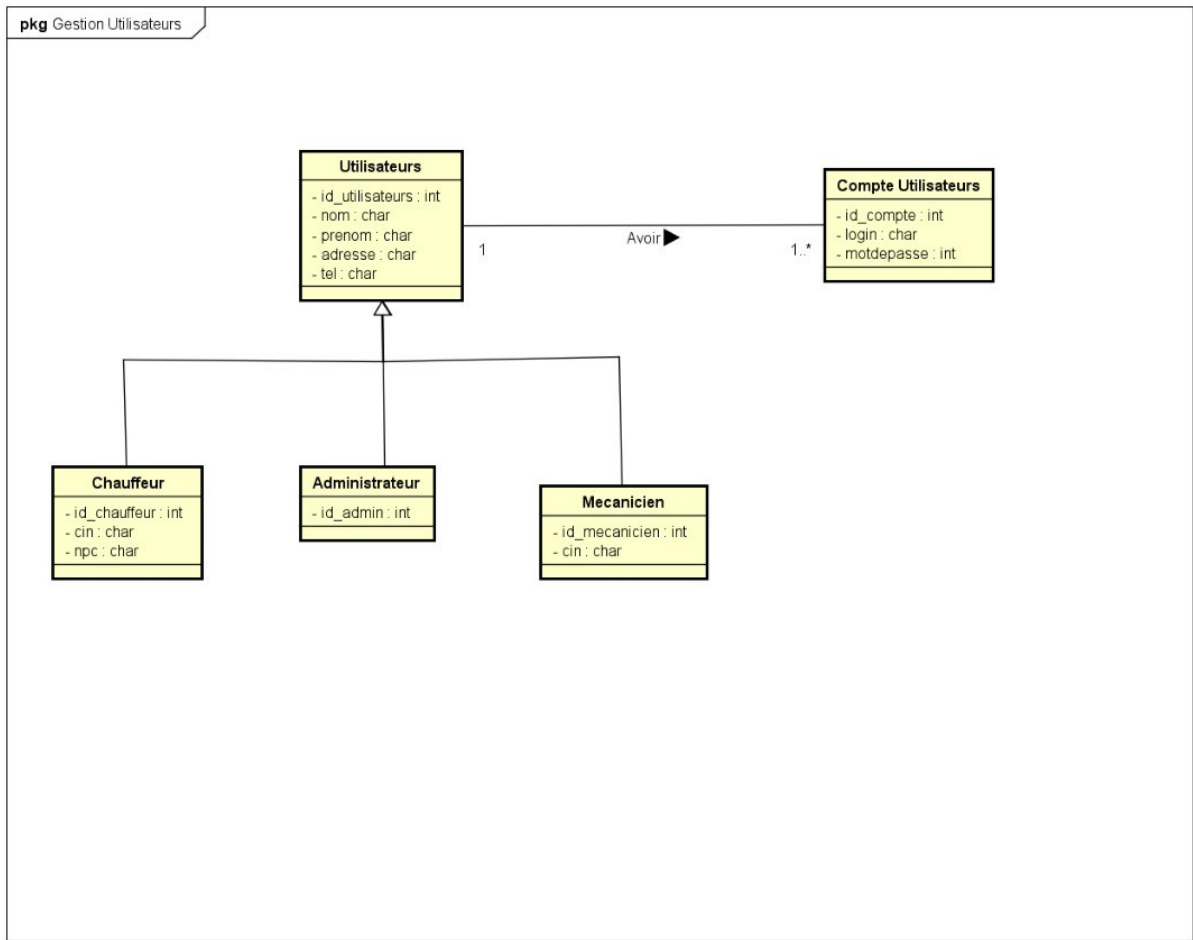 pkg Gestion Utilisateurs
Utilisateurs
- id_utilisateurs : int
- nom : char
- prenom : char
- adresse : char
- tel : char
1
Avoir
1..*
Compte Utilisateurs
- id_compte : int
- login : char
- motdepasse : int
Chauffeur
- id_chauffeur : int
- cin : char
- npc : char
Administrateur
- id_admin : int
Mecanicien
- id_mecanicien : int
- cin : char